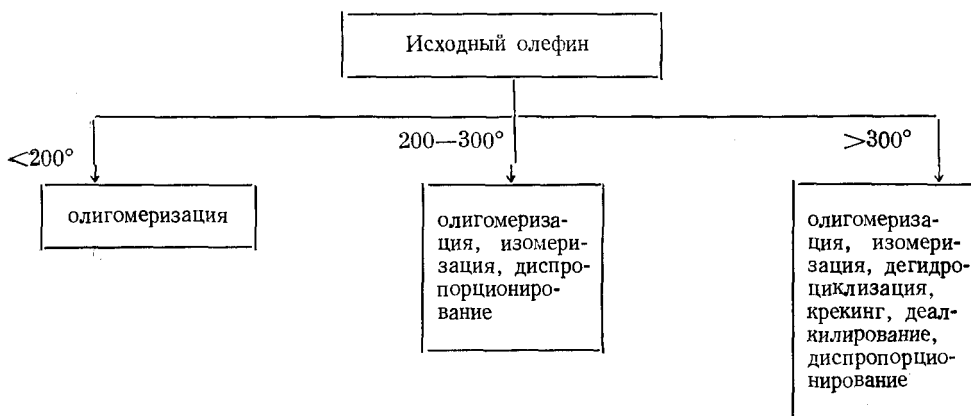 Исходный олефин
<200°
200—300°
>300°
олигомеризация
олигомериза-
ция, изомери-
зация, диспро-
порционирo-
вание
олигомериза-
ция, изомери-
зация, дегидро-
циклизация,
крекинг, деал-
килирование,
диспропорцио-
нирование